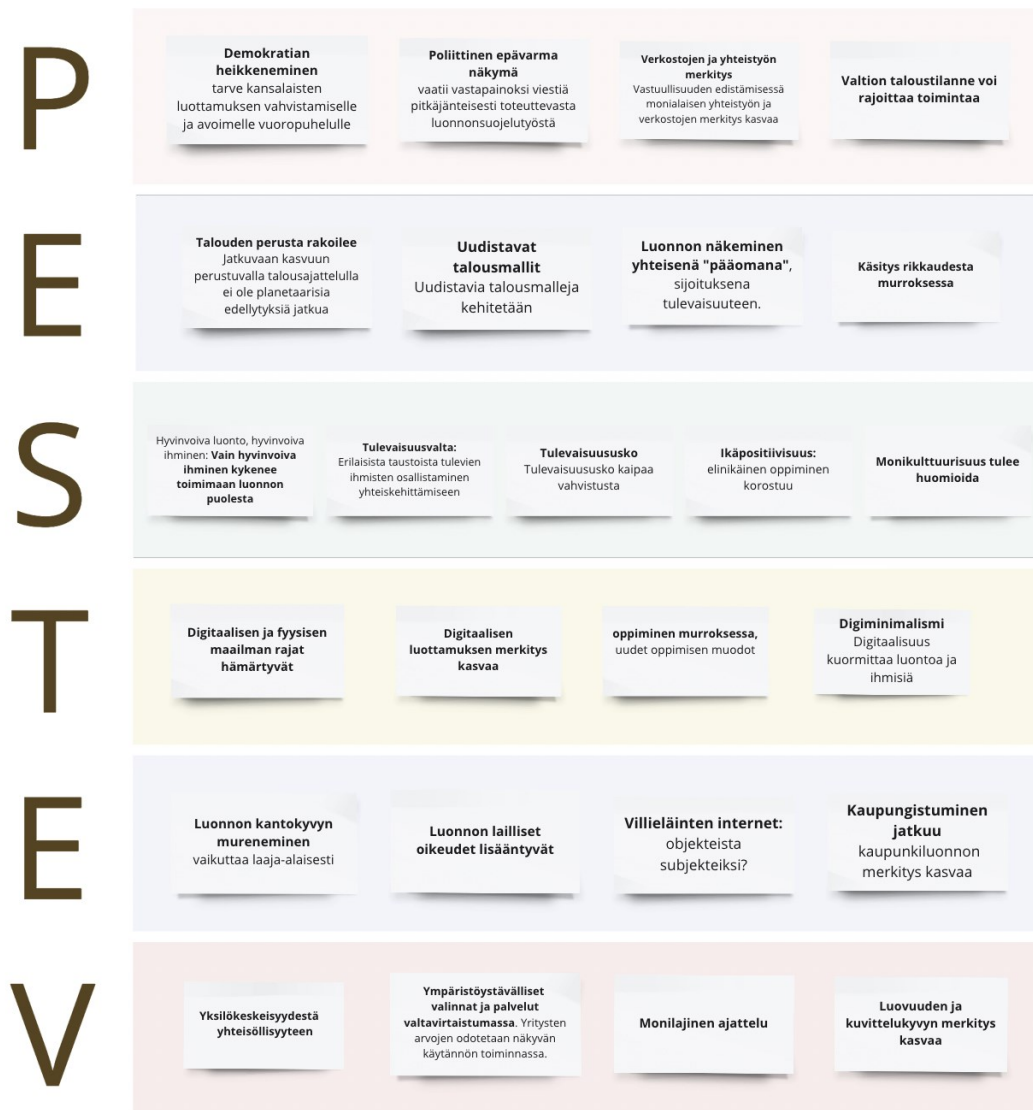 P
Demokratian
heikkeneminen
tarve kansalaisten
luottamuksen vahvistamiselle
ja avoimelle vuoropuhelulle
Poliittinen epävarma
näkymä
vaatii vastapainoksi viestiä
pitkäjänteisesti toteuttevasta
luonnonsuojelutyöstä
Verkostojen ja yhteistyön
merkitys
Vastuullisuuden edistämisessä
monialaisen yhteistyön ja
verkostojen merkitys kasvaa
Valtion taloustilanne voi
rajoittaa toimintaa
E
Talouden perusta rakoilee
Jatkuvaan kasvuun
perustuvalla talousajattelulla
ei ole planetaarisia
edellytyksiä jatkua
Uudistavat
talousmallit
Uudistavia talousmalleja
kehitetään
Luonnon näkeminen
yhteisenä "pääomana",
sijoituksena
tulevaisuuteen.
Käsitys rikkaudesta
murroksessa
S
Hyvinvoiva luonto, hyvinvoiva
ihminen: Vain hyvinvoiva
ihminen kykenee
toimimaan luonnon
puolesta
Tulevaisuusvalta:
Erilaisista taustoista tulevien
ihmisten osallistaminen
yhteiskehittämiseen
Tulevaisuususko
Tulevaisuususko kaipaa
vahvistusta
Ikäpositiivisuus:
elinikäinen oppiminen
korostuu
Monikulttuurisuus tulee
huomioida
T
Digitaalisen ja fyysisen
maailman rajat
hämärtyvät
Digitaalisen
luottamuksen merkitys
kasvaa
oppiminen murroksessa,
uudet oppimisen muodot
Digiminimalismi
Digitaalisuus
kuormittaa luontoa ja
ihmisiä
E
Luonnon kantokyvyn
mureneminen
vaikuttaa laaja-alaisesti
Luonnon lailliset
oikeudet lisääntyvät
Villieläinten internet:
objekteista
subjekteiksi?
Kaupungistuminen
jatkuu
kaupunkiluonnon
merkitys kasvaa
V
Yksilökeskeisyydestä
yhteisöllisyyteen
Ympäristöystävälliset
valinnat ja palvelut
valtavirtaistumassa. Yritysten
arvojen odotetaan näkyvän
käytännön toiminnassa.
Monilajinen ajattelu
Luovuuden ja
kuvittelukyvyn merkitys
kasvaa